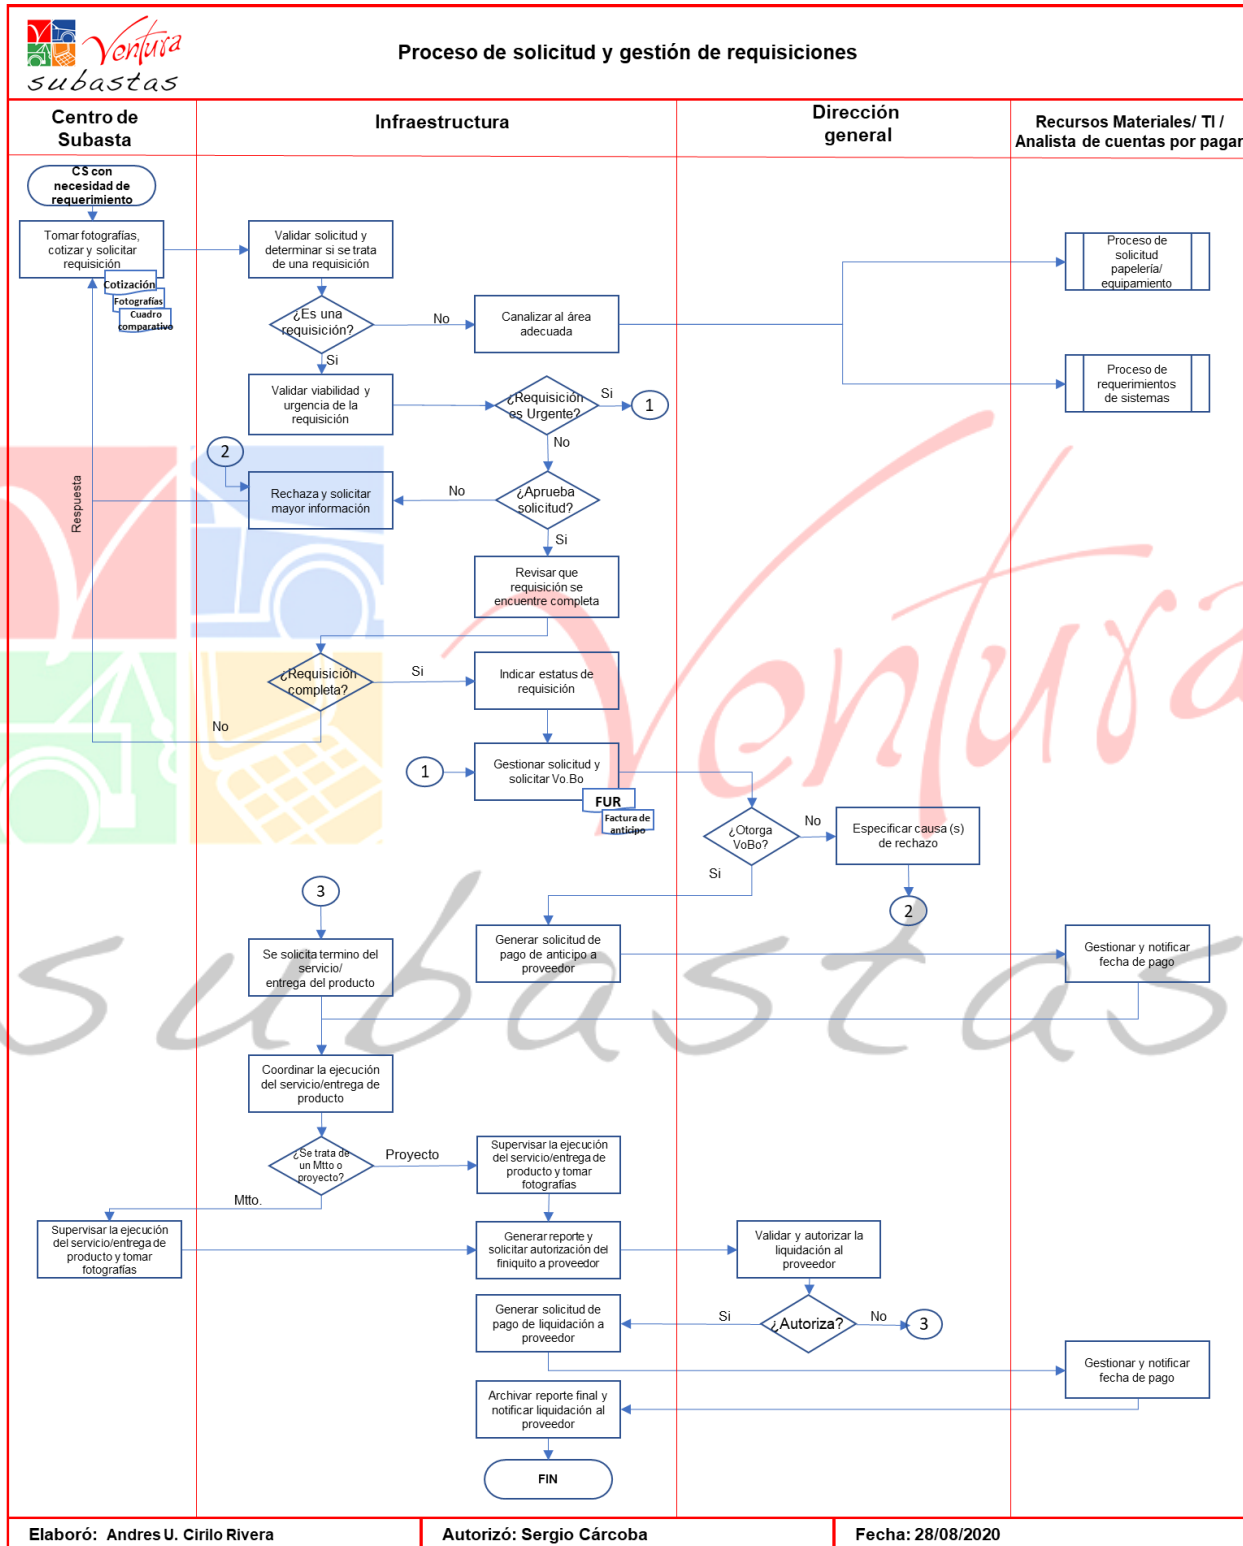 Ventura
subastas
Proceso de solicitud y gestión de requisiciones
Centro de
Subasta
Infraestructura
Dirección
general
Recursos Materiales/ TI /
Analista de cuentas por pagar
CS con
necesidad de
requerimiento
Tomar fotografías,
cotizar y solicitar
requisición
Cotización
Fotografías
Cuadro
comparativo
Validar solicitud y
determinar si se trata
de una requisición
Proceso de
solicitud
papelería/
equipamiento
¿Es una
requisición?
No
Canalizar al área
adecuada
Si
Validar viabilidad y
urgencia de la
requisición
¿Requisición
es Urgente?
Si
1
Proceso de
requerimientos
de sistemas
No
2
Respuesta
Rechaza y solicitar
mayor información
No
¿Aprueba
solicitud?
Si
Revisar que
requisición se
encuentre completa
¿Requisición
completa?
Si
Indicar estatus de
requisición
No
1
Gestionar solicitud y
solicitar Vo.Bo
FUR
Factura de
anticipo
¿Otorga
VoBo?
No
Especificar causa (s)
de rechazo
Si
2
3
Se solicita termino del
servicio/
entrega del producto
Generar solicitud de
pago de anticipo a
proveedor
Gestionar y notificar
fecha de pago
Coordinar la ejecución
del servicio/entrega de
producto
¿Se trata de
un Mtto o
proyecto?
Proyecto
Supervisar la ejecución
del servicio/entrega de
producto y tomar
fotografías
Mtto.
Supervisar la ejecución
del servicio/entrega de
producto y tomar
fotografías
Generar reporte y
solicitar autorización del
finiquito a proveedor
Validar y autorizar la
liquidación al
proveedor
Generar solicitud de
pago de liquidación a
proveedor
Si
¿Autoriza?
No
3
Gestionar y notificar
fecha de pago
Archivar reporte final y
notificar liquidación al
proveedor
FIN
Ventura
subastas
Elaboró: Andres U. Cirilo Rivera
Autorizó: Sergio Cárcoba
Fecha: 28/08/2020